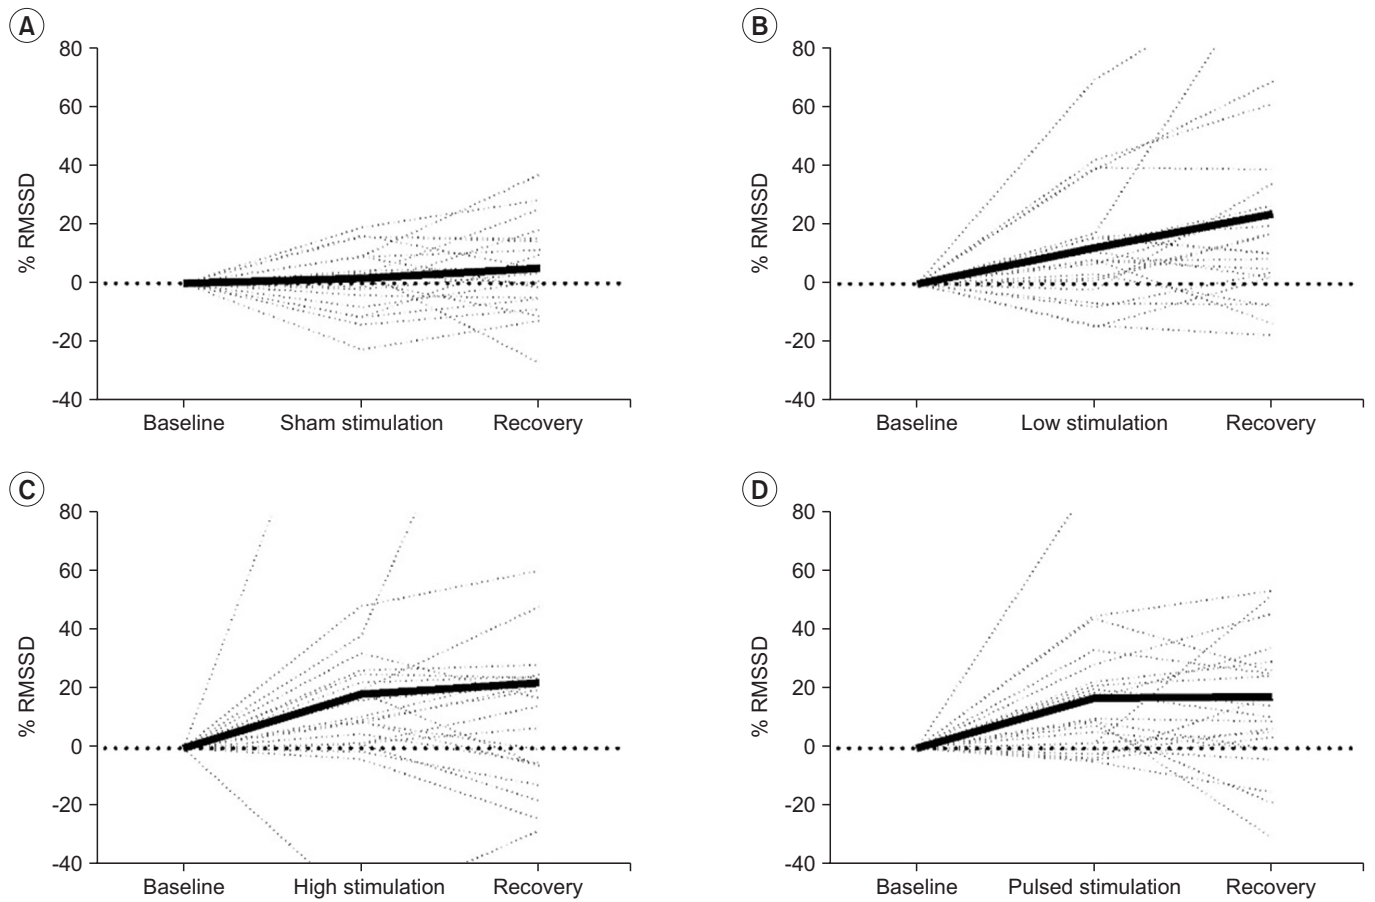 A
% RMSSD
80
60
40
20
0
-20
-40
Baseline Sham stimulation Recovery
B
% RMSSD
80
60
40
20
0
-20
-40
Baseline Low stimulation Recovery
C
% RMSSD
80
60
40
20
0
-20
-40
Baseline High stimulation Recovery
D
% RMSSD
80
60
40
20
0
-20
-40
Baseline Pulsed stimulation Recovery